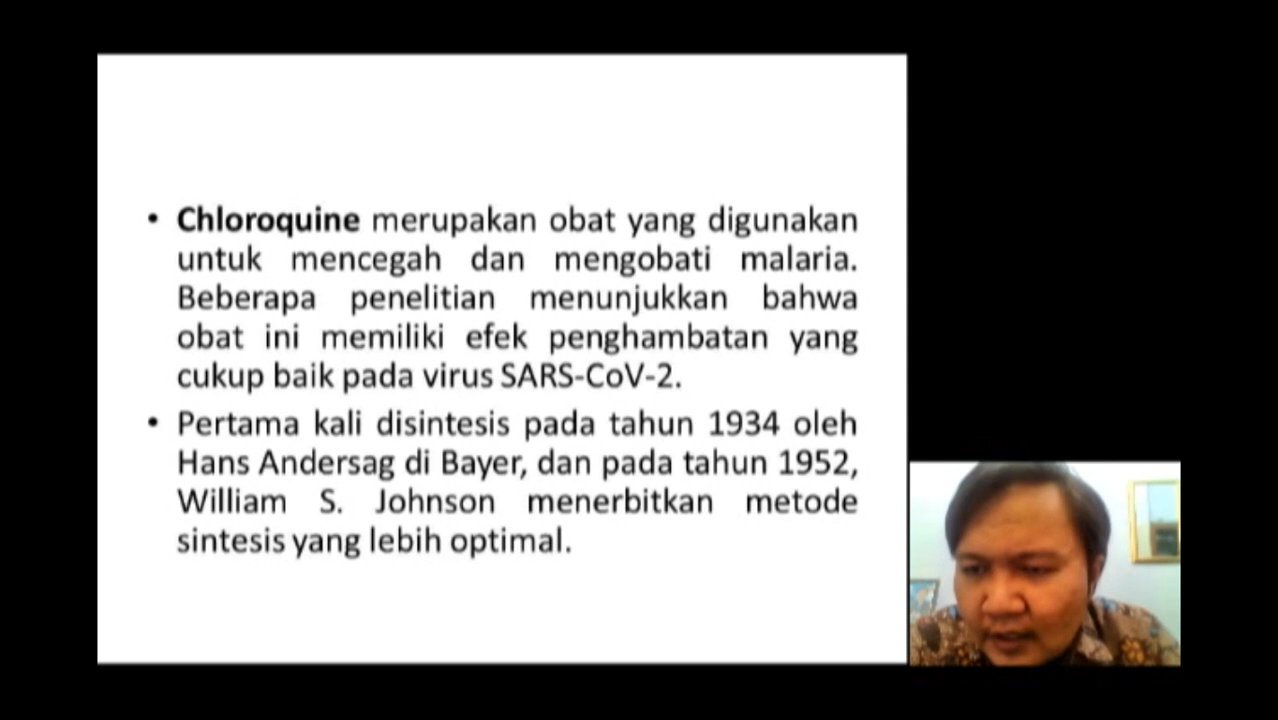 • Chloroquine merupakan obat yang digunakan
untuk mencegah dan mengobati malaria.
Beberapa penelitian menunjukkan bahwa
obat ini memiliki efek penghambatan yang
cukup baik pada virus SARS-CoV-2.
• Pertama kali disintesis pada tahun 1934 oleh
Hans Andersag di Bayer, dan pada tahun 1952,
William S. Johnson menerbitkan metode
sintesis yang lebih optimal.